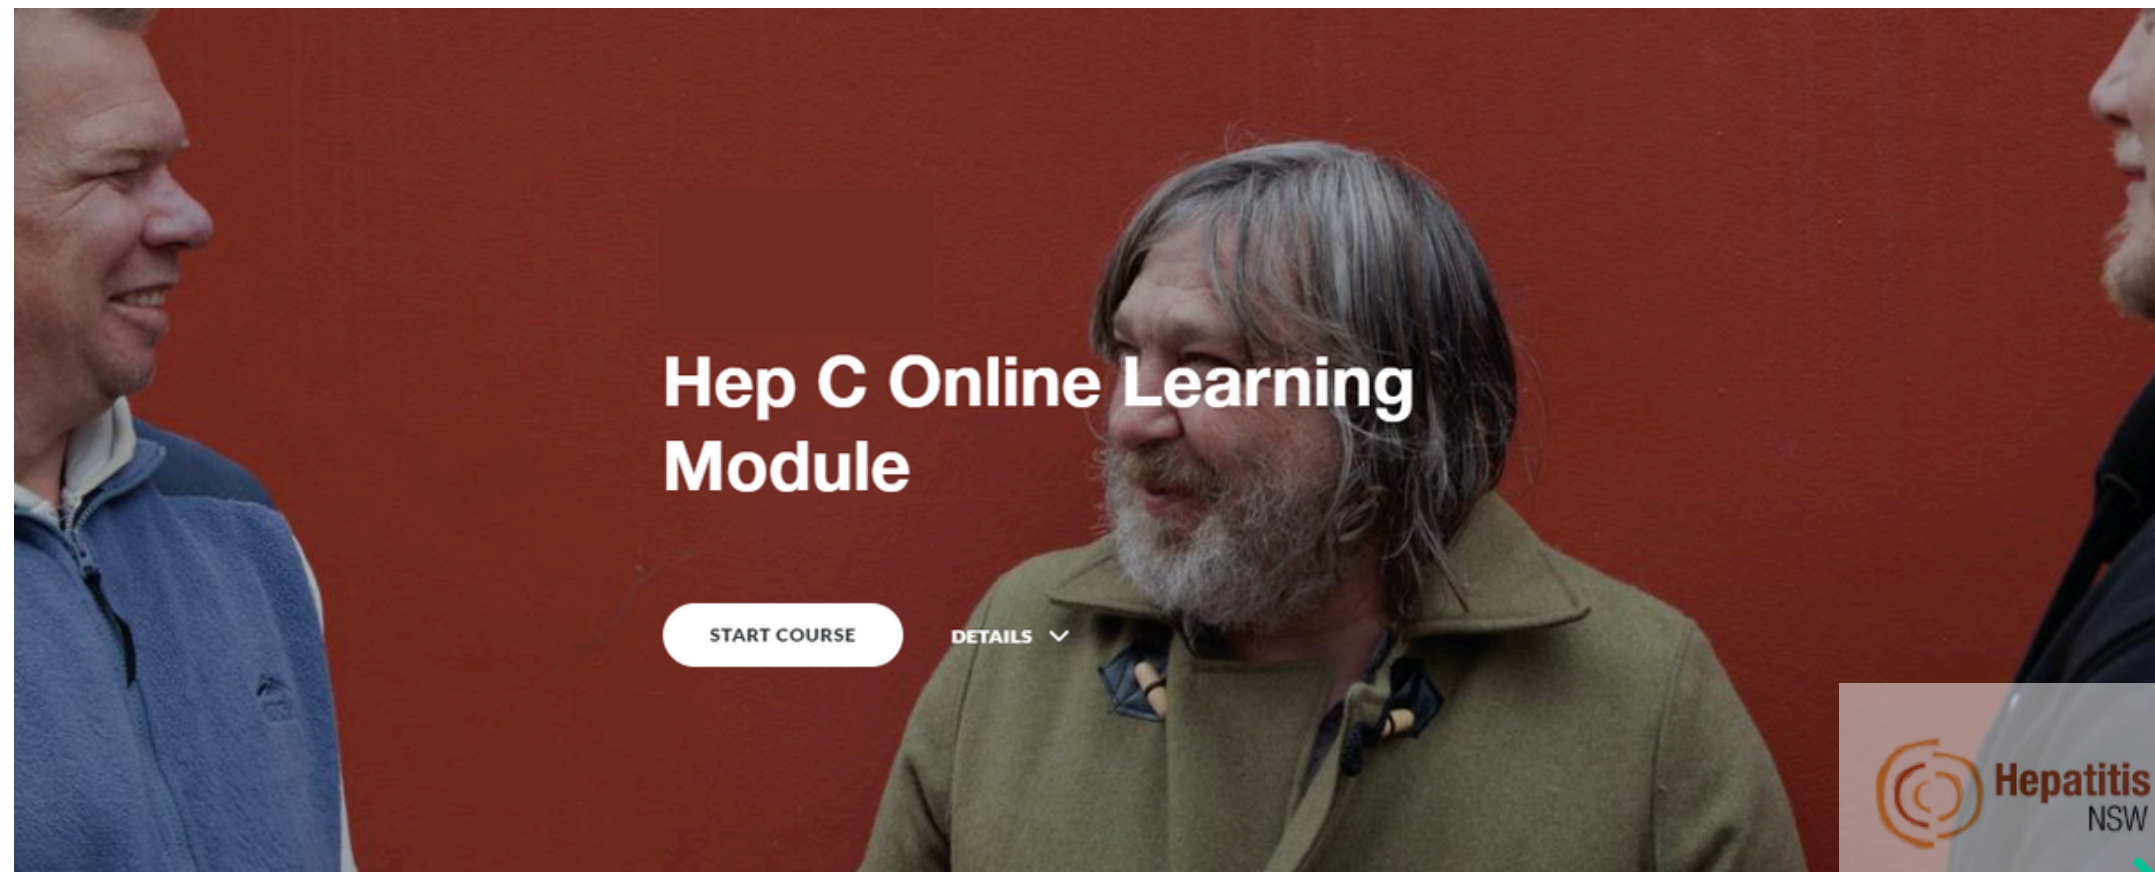 Hep C Online Learning
Module
START COURSE
DETAILS
Hepatitis
NSW